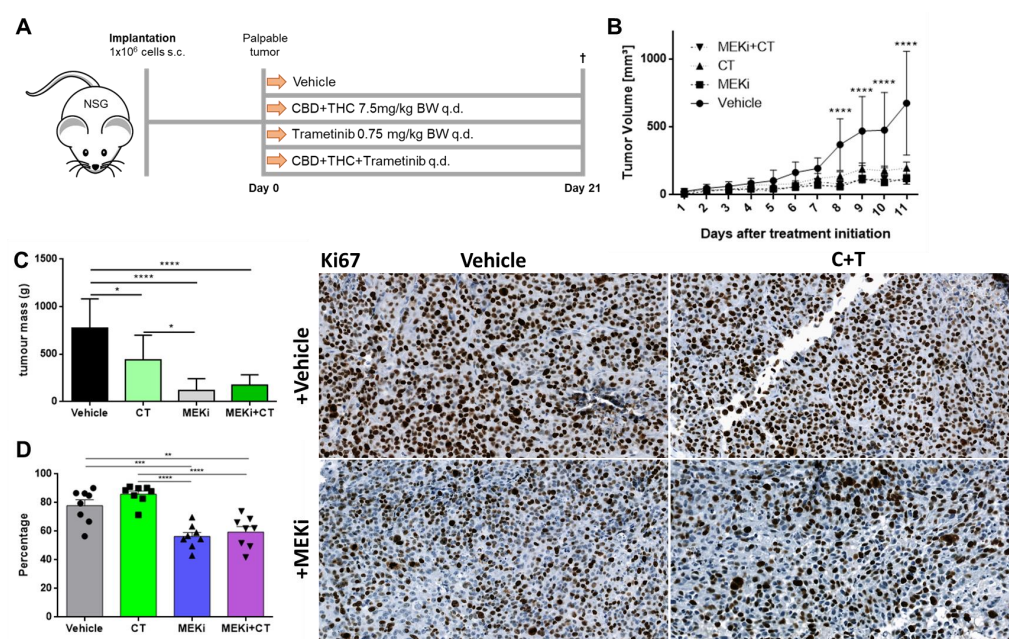 A
Implantation
1x10⁶ cells s.c.
Palpable
tumor
†
NSG
Vehicle
CBD+THC 7.5mg/kg BW q.d.
Trametinib 0.75 mg/kg BW q.d.
CBD+THC+Trametinib q.d.
Day 0
Day 21
B
Tumor Volume [mm³]
1000
500
0
MEKi+CT
CT
MEKi
Vehicle
****
****
****
****
1 2 3 4 5 6 7 8 9 10 11
Days after treatment initiation
C
tumour mass (g)
1500
1000
500
0
****
****
*
*
Vehicle CT MEKi MEKi+CT
Ki67
Vehicle
C+T
+Vehicle
+MEKi
D
Percentage
100
80
60
40
20
0
**
***
****
****
Vehicle CT MEKi MEKi+CT